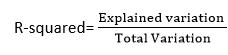 R-squared= Explained variation / Total Variation